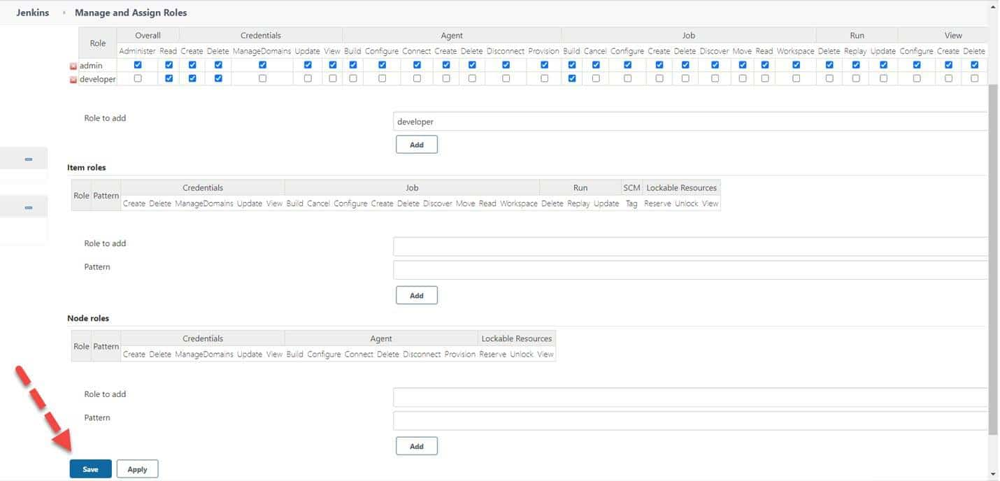 Jenkins Manage and Assign Roles
Overall Credentials Agent Job Run View
Role
Administer Read Create Delete ManageDomains Update View Build Configure Connect Create Delete Disconnect Provision Build Cancel Configure Create Delete Discover Move Read Workspace Delete Replay Update Configure Create Delete
admin
developer
Role to add
developer
Add
Item roles
Credentials Job Run SCM Lockable Resources
Role Pattern
Create Delete ManageDomains Update View Build Cancel Configure Create Delete Discover Move Read Workspace Delete Replay Update Tag Reserve Unlock View
Role to add
Pattern
Add
Node roles
Credentials Agent Lockable Resources
Role Pattern
Create Delete ManageDomains Update View Build Configure Connect Delete Disconnect Provision Reserve Unlock View
Role to add
Pattern
Add
Save Apply